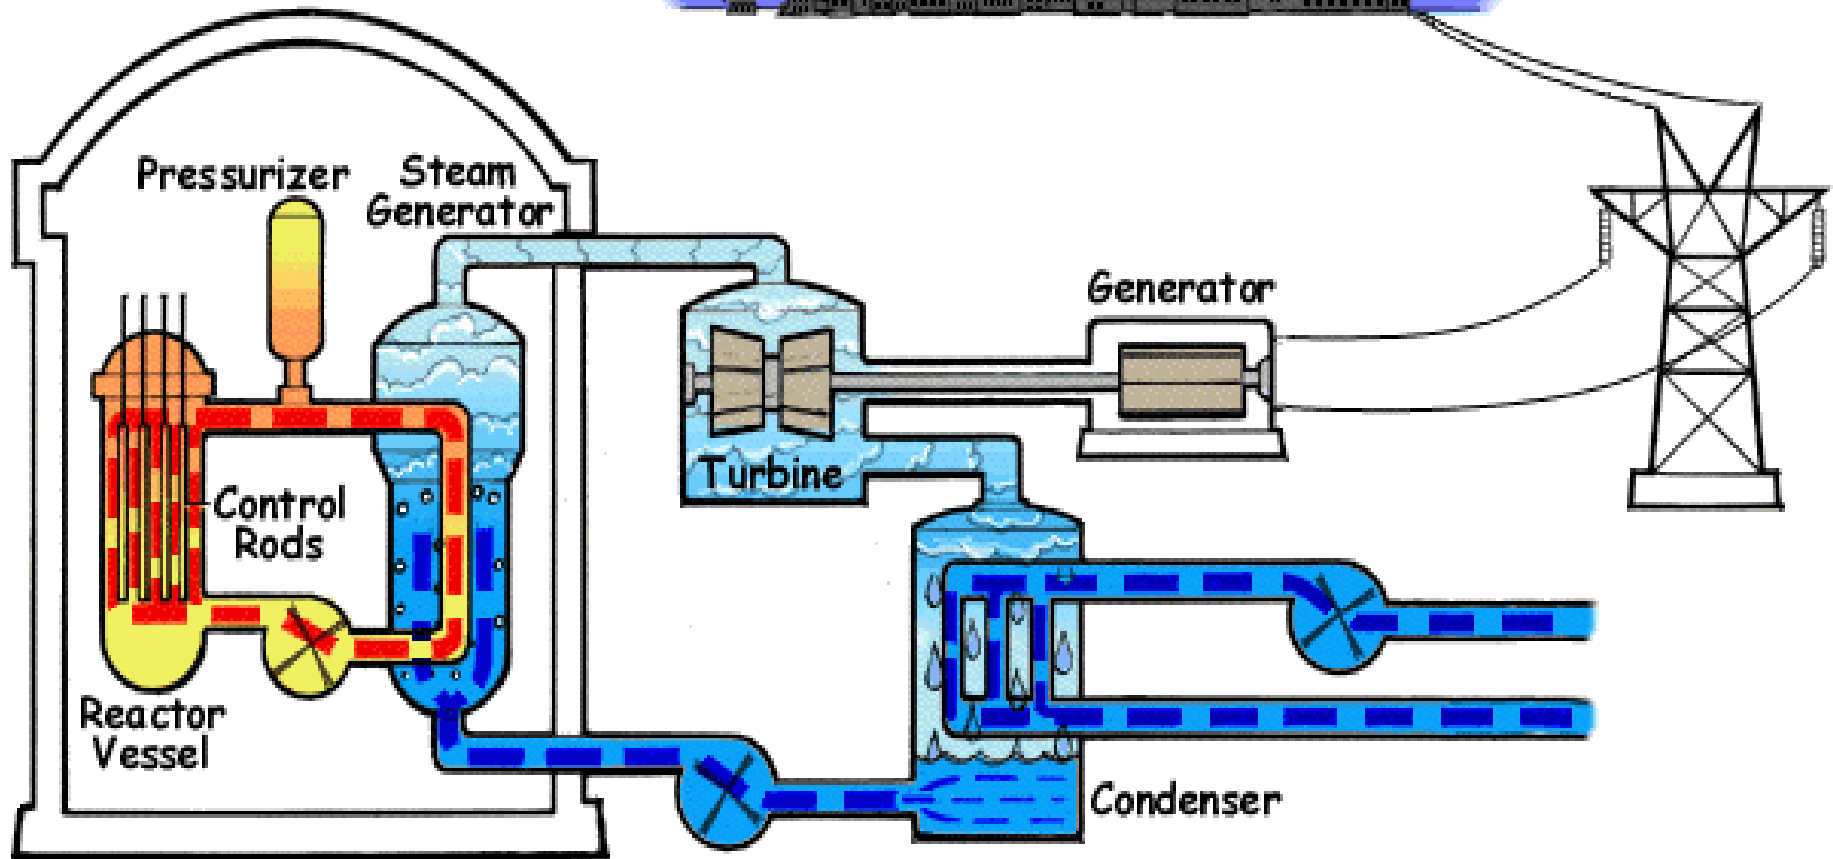 Pressurizer
Steam
Generator
Generator
Turbine
Control
Rods
Reactor
Vessel
Condenser